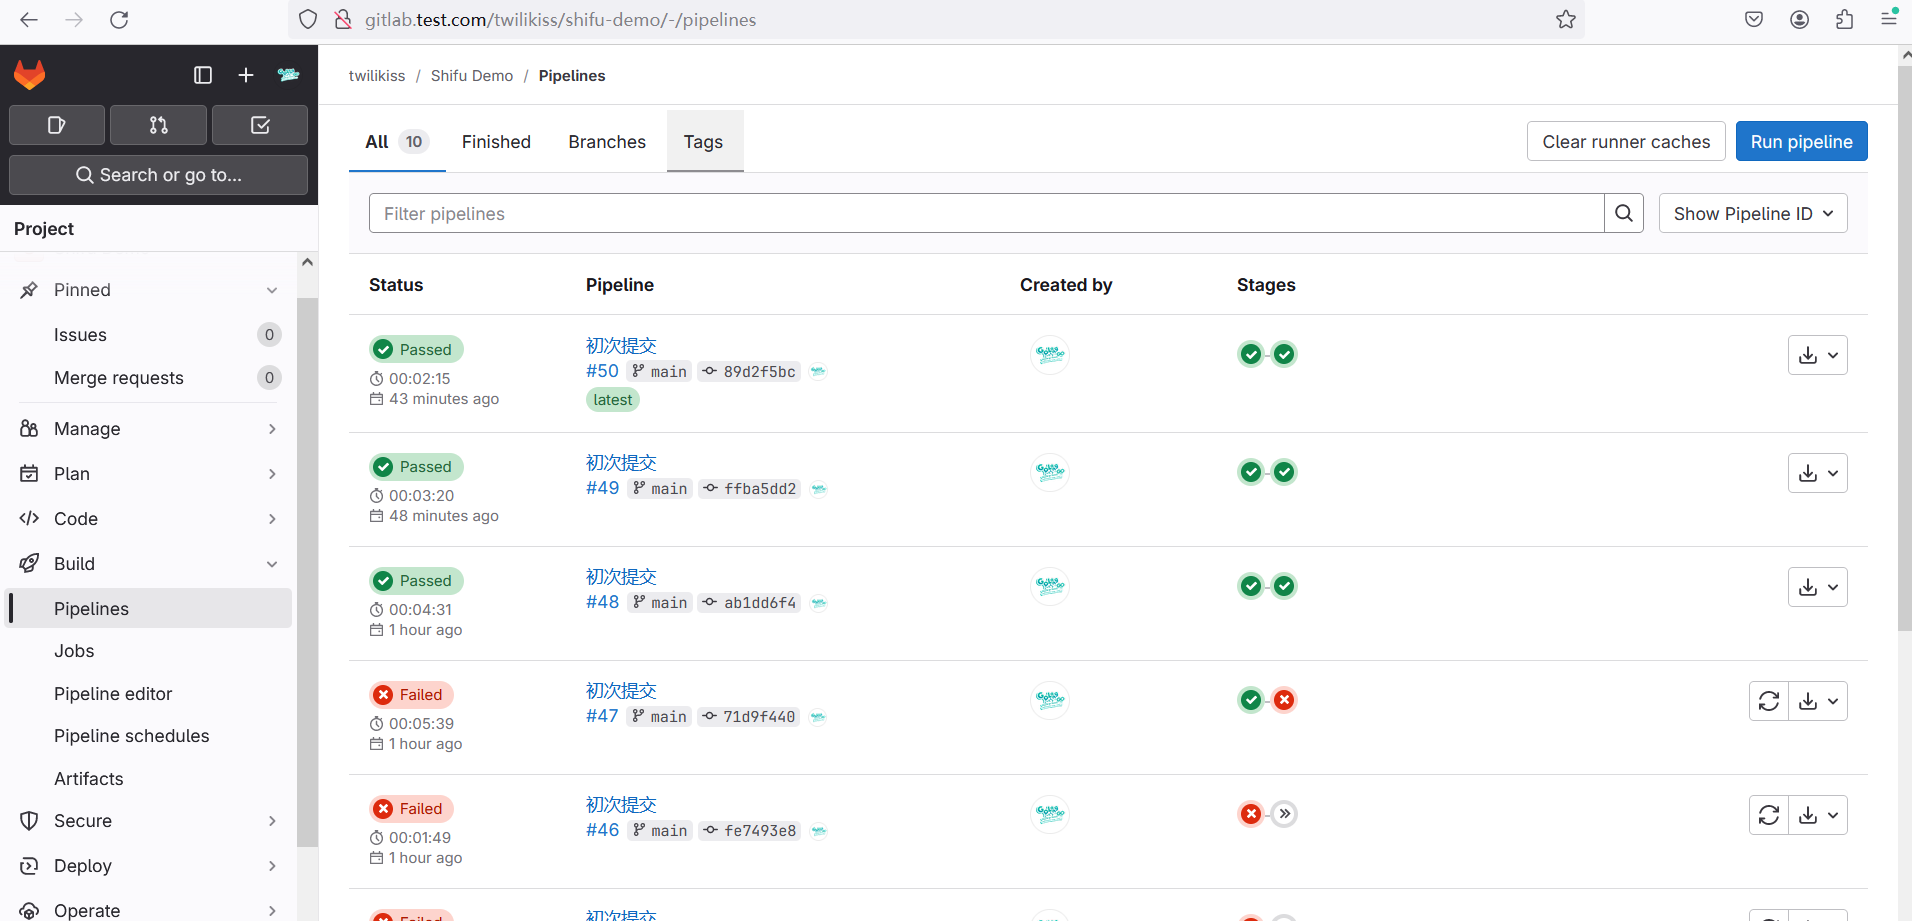 gitlab.test.com/twilikiss/shifu-demo/-/pipelines
Search or go to...
Project
Pinned
Issues 0
Merge requests 0
Manage
Plan
Code
Build
Pipelines
Jobs
Pipeline editor
Pipeline schedules
Artifacts
Secure
Deploy
Operate
twilikiss / Shifu Demo / Pipelines
All 10 Finished Branches Tags Clear runner caches Run pipeline
Filter pipelines Show Pipeline ID
Status Pipeline Created by Stages
Passed 初次提交
#50 main 89d2f5bc
00:02:15
43 minutes ago latest
Passed 初次提交
00:03:20 #49 main ffba5dd2
48 minutes ago
Passed 初次提交
00:04:31 #48 main ab1dd6f4
1 hour ago
Failed 初次提交
00:05:39 #47 main 71d9f440
1 hour ago
Failed 初次提交
00:01:49 #46 main fe7493e8
1 hour ago
Failed 初次提交